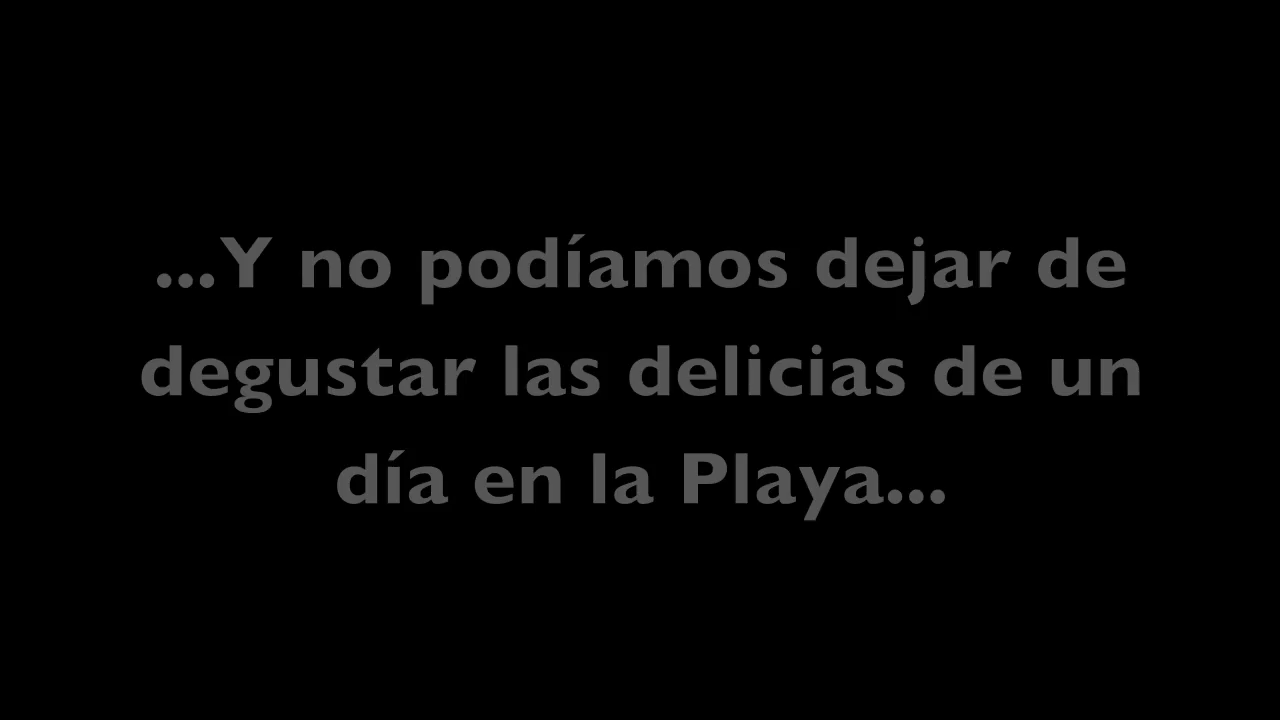 ...Y no podíamos dejar de
degustar las delicias de un
día en la Playa...